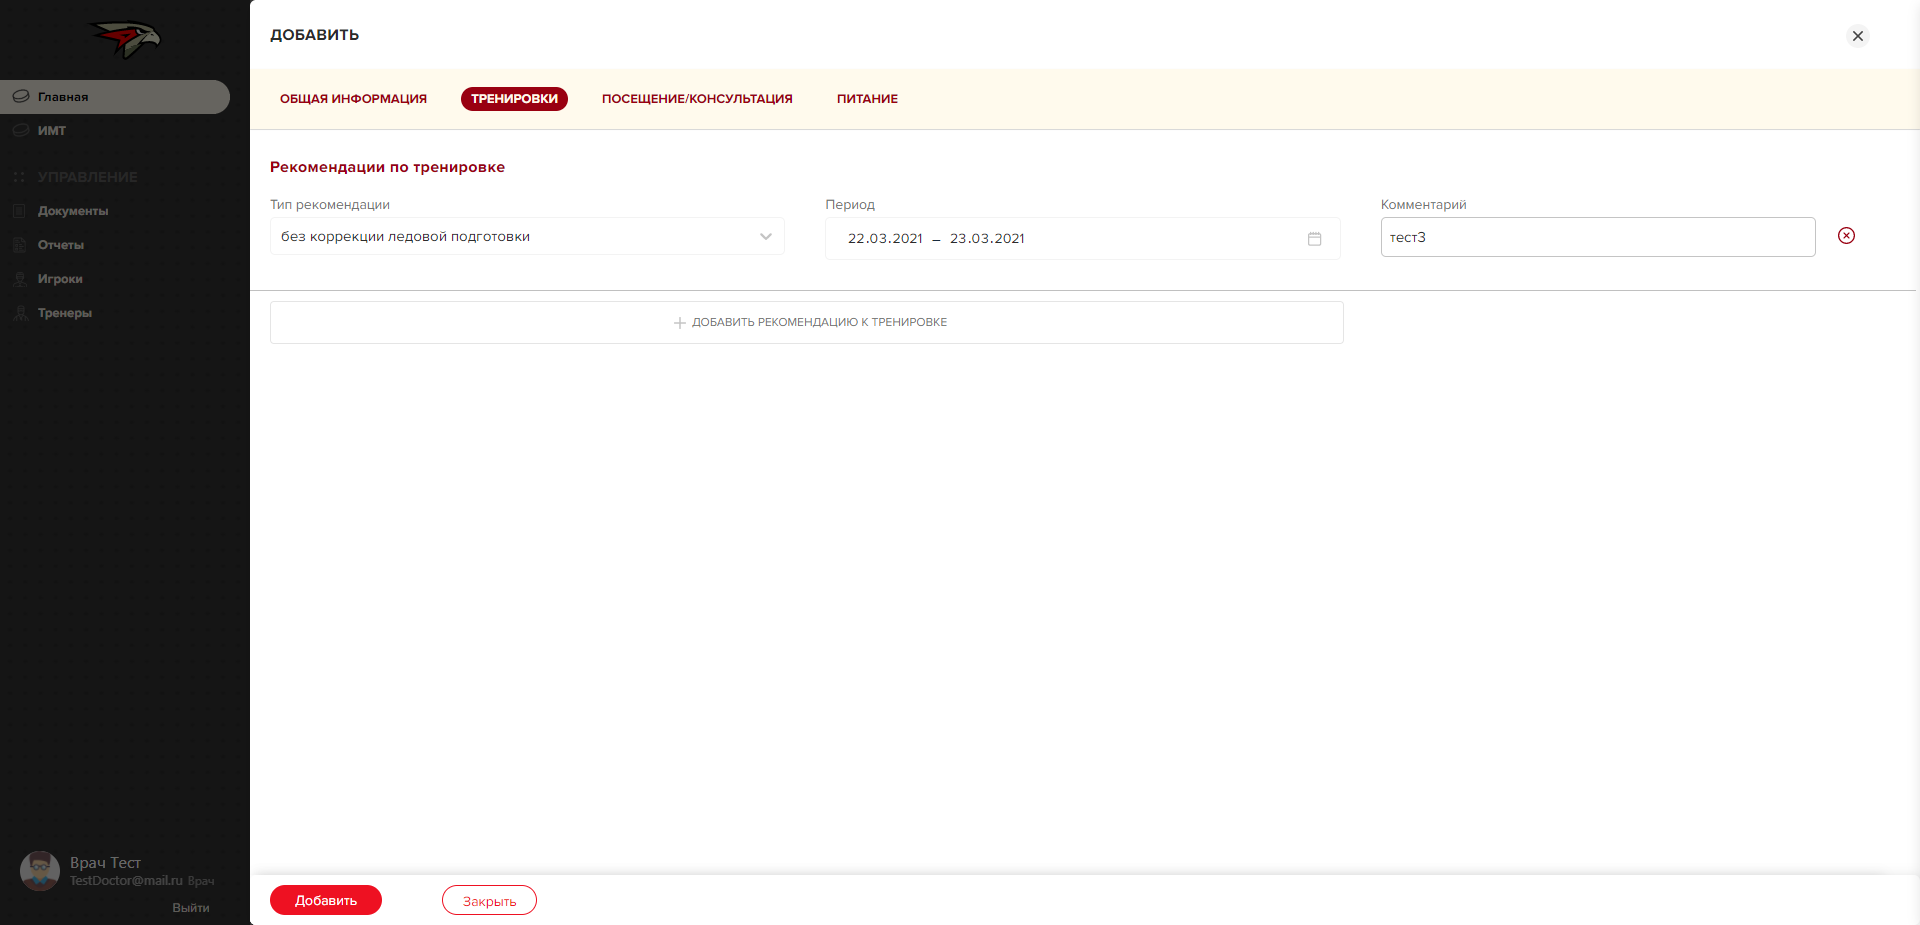 ДОБАВИТЬ
Главная
ИМТ
УПРАВЛЕНИЕ
Документы
Отчеты
Игроки
Тренеры
ОБЩАЯ ИНФОРМАЦИЯ ТРЕНИРОВКИ ПОСЕЩЕНИЕ/КОНСУЛЬТАЦИЯ ПИТАНИЕ
Рекомендации по тренировке
Тип рекомендации Период Комментарий
без коррекции ледовой подготовки 22.03.2021 – 23.03.2021 тест3
ДОБАВИТЬ РЕКОМЕНДАЦИЮ К ТРЕНИРОВКЕ
Врач Тест
TestDoctor@mail.ru Врач
Выйти
Добавить Закрыть